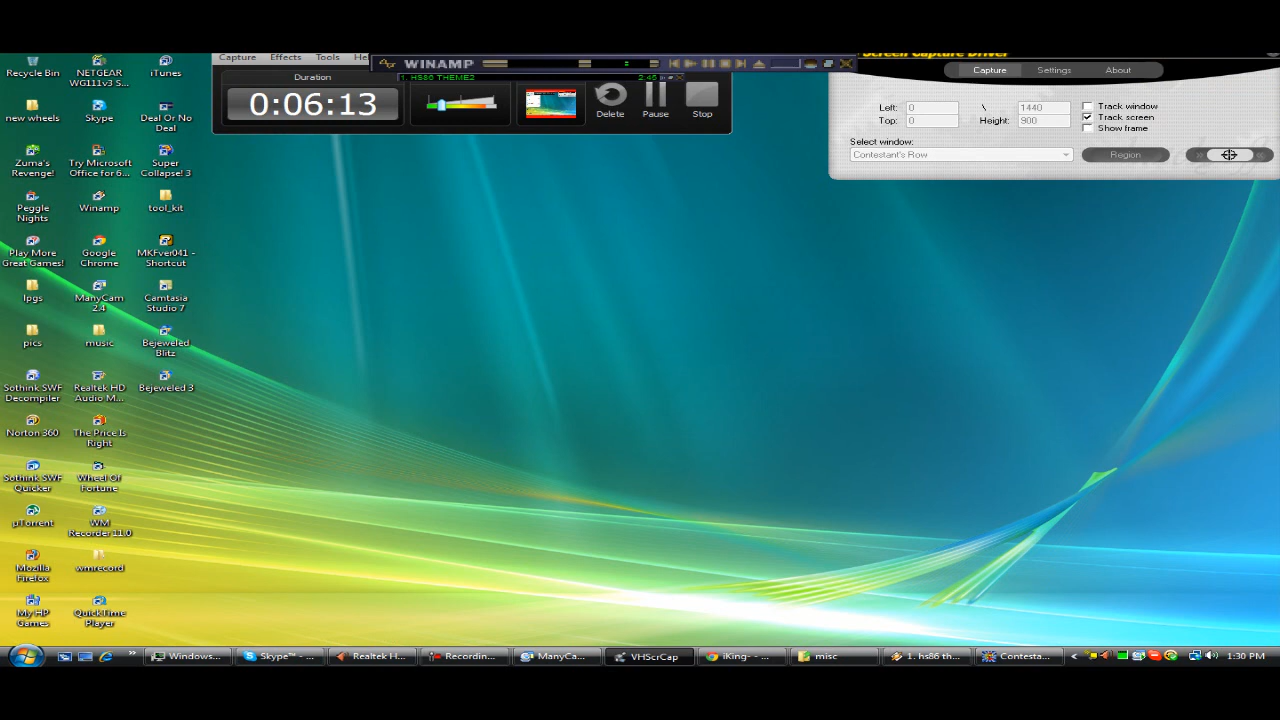 Recycle Bin
NETGEAR
WG111v3 S...
iTunes
new wheels
Skype
Deal Or No
Deal
Zuma's
Revenge!
Try Microsoft
Office for 6...
Super
Collapse! 3
Peggle
Nights
Winamp
tool_kit
Play More
Great Games!
Google
Chrome
MKFver041 -
Shortcut
lpgs
ManyCam
2.4
Camtasia
Studio 7
pics
music
Bejeweled
Blitz
Sothink SWF
Decompiler
Realtek HD
Audio M...
Bejeweled 3
Norton 360
The Price Is
Right
Sothink SWF
Quicker
Wheel Of
Fortune
µTorrent
WM
Recorder 11.0
Mozilla
Firefox
wmrecord
My HP
Games
QuickTime
Player
Capture Effects Tools He
WINAMP
1. HS86 THEME2 2:46
Duration
0:06:13
Delete Pause Stop
Screen Capture Driver
Capture Settings About
Left: 0 \ 1440 Track window
Top: 0 Height: 900 Track screen
Show frame
Select window:
Contestant's Row Region
Windows... Skype™ - ... Realtek H... Recordin... ManyCa... VHScrCap iKing- - ... misc 1. hs86 th... Contesta... 1:30 PM